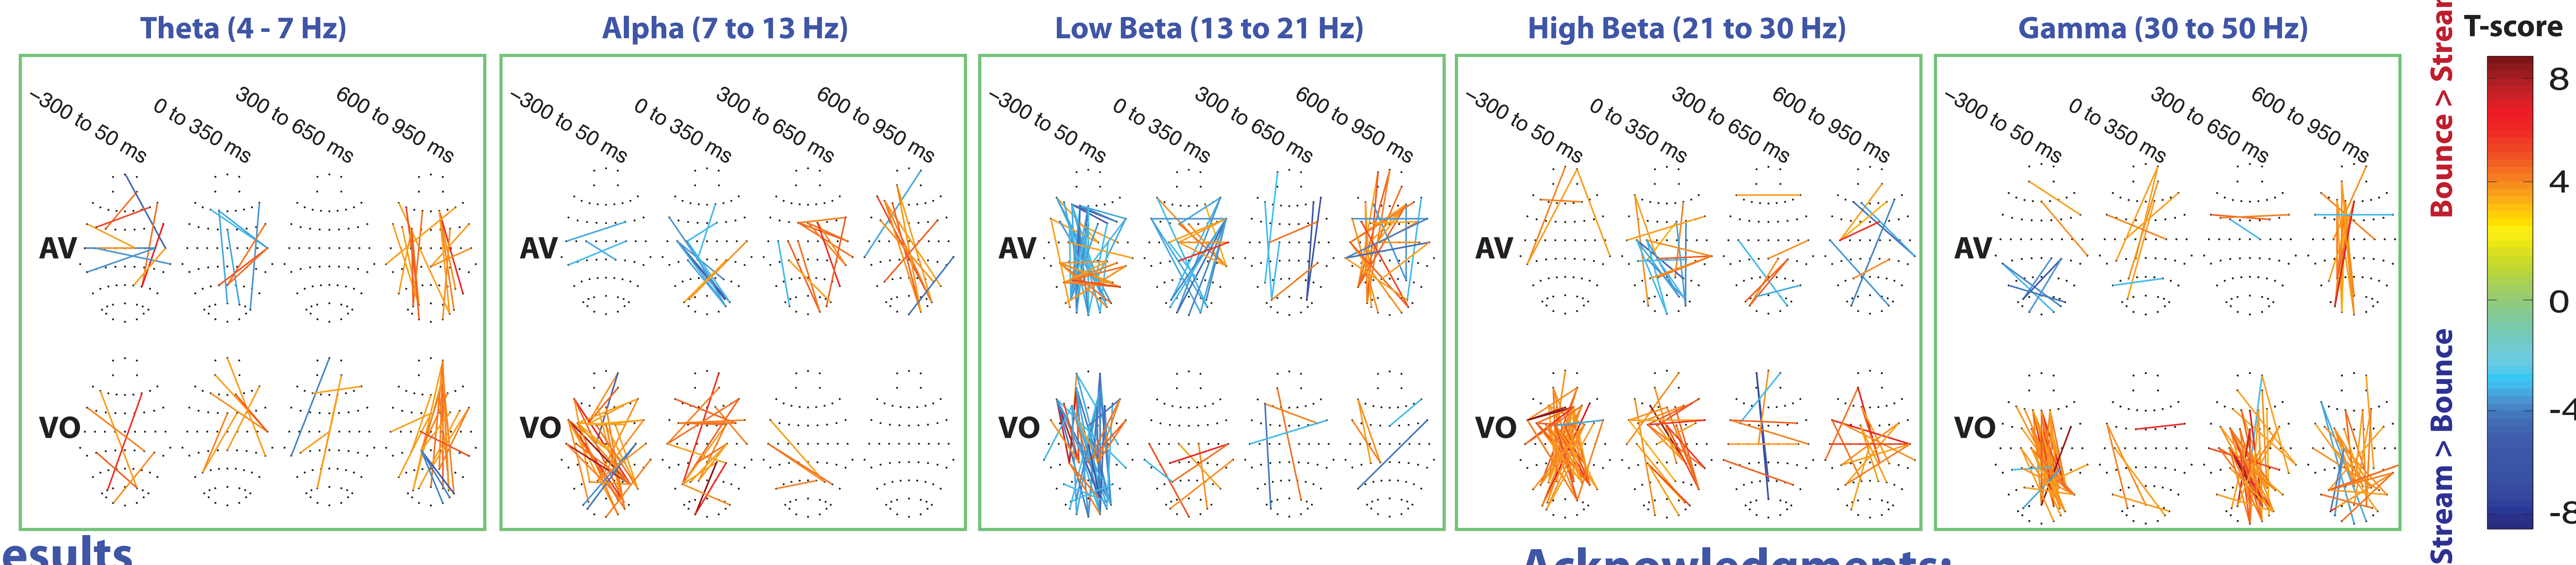 Theta (4 - 7 Hz)
−300 to 50 ms
0 to 350 ms
300 to 650 ms
600 to 950 ms
AV
VO
Alpha (7 to 13 Hz)
−300 to 50 ms
0 to 350 ms
300 to 650 ms
600 to 950 ms
AV
VO
Low Beta (13 to 21 Hz)
−300 to 50 ms
0 to 350 ms
300 to 650 ms
600 to 950 ms
AV
VO
High Beta (21 to 30 Hz)
−300 to 50 ms
0 to 350 ms
300 to 650 ms
600 to 950 ms
AV
VO
Gamma (30 to 50 Hz)
−300 to 50 ms
0 to 350 ms
300 to 650 ms
600 to 950 ms
AV
VO
Bounce > Strear
Stream > Bounce
T-score
8
4
0
-4
-8
esults
Acknowledgments: